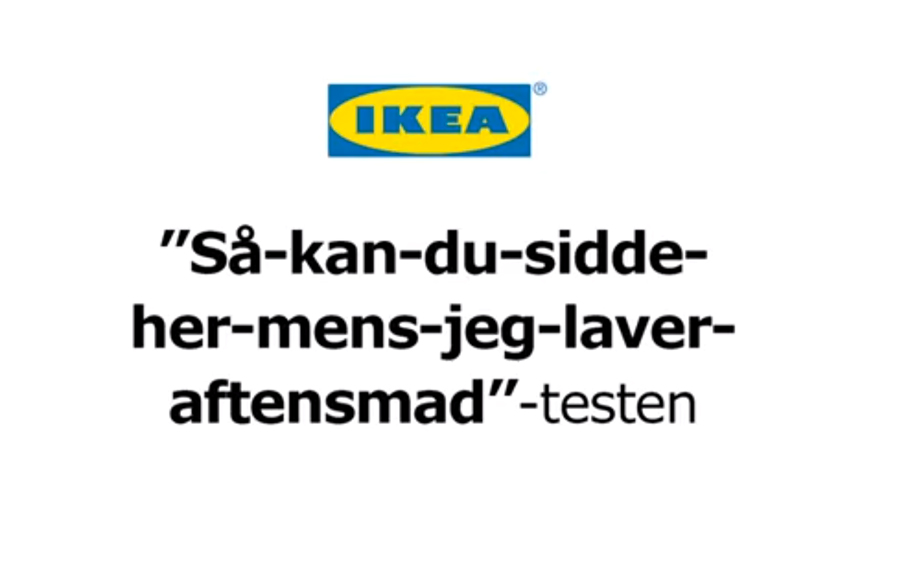 IKEA®
”Så-kan-du-sidde-
her-mens-jeg-laver-
aftensmad”-testen